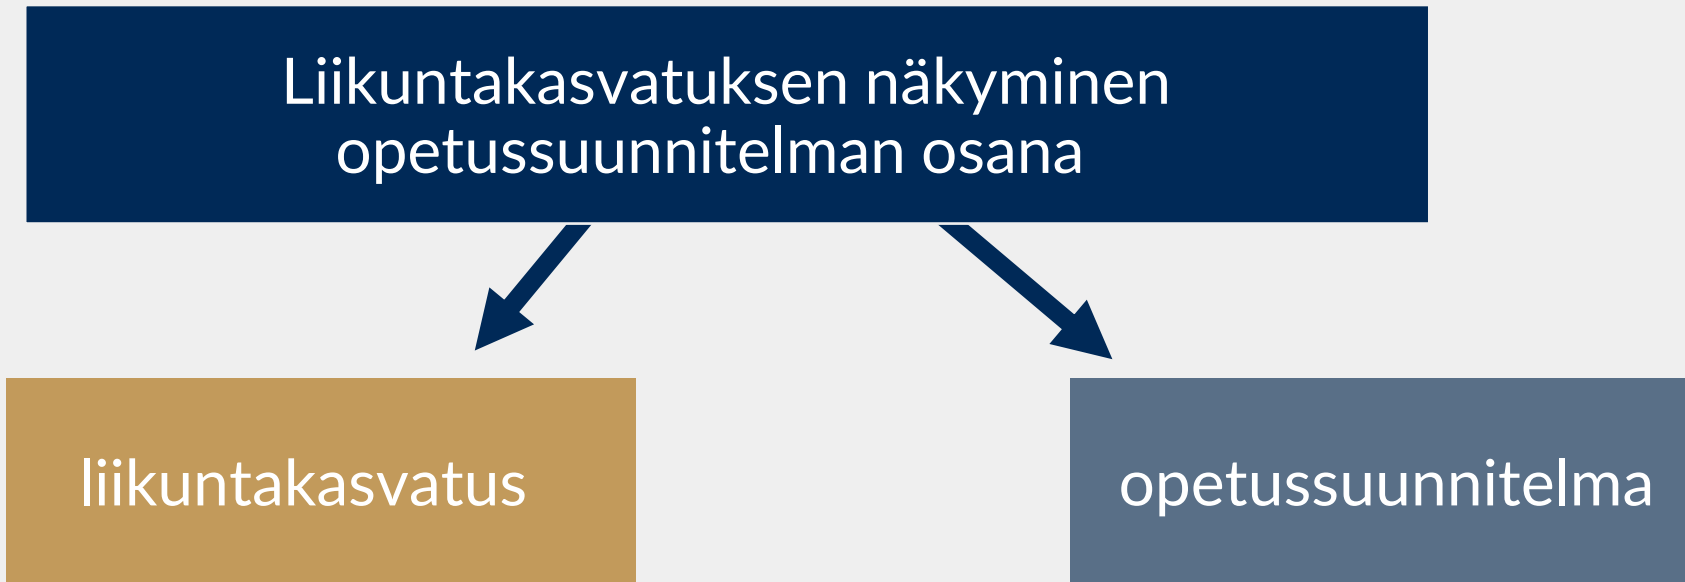 Liikuntakasvatuksen näkyminen
opetussuunnitelman osana
liikuntakasvatus
opetussuunnitelma